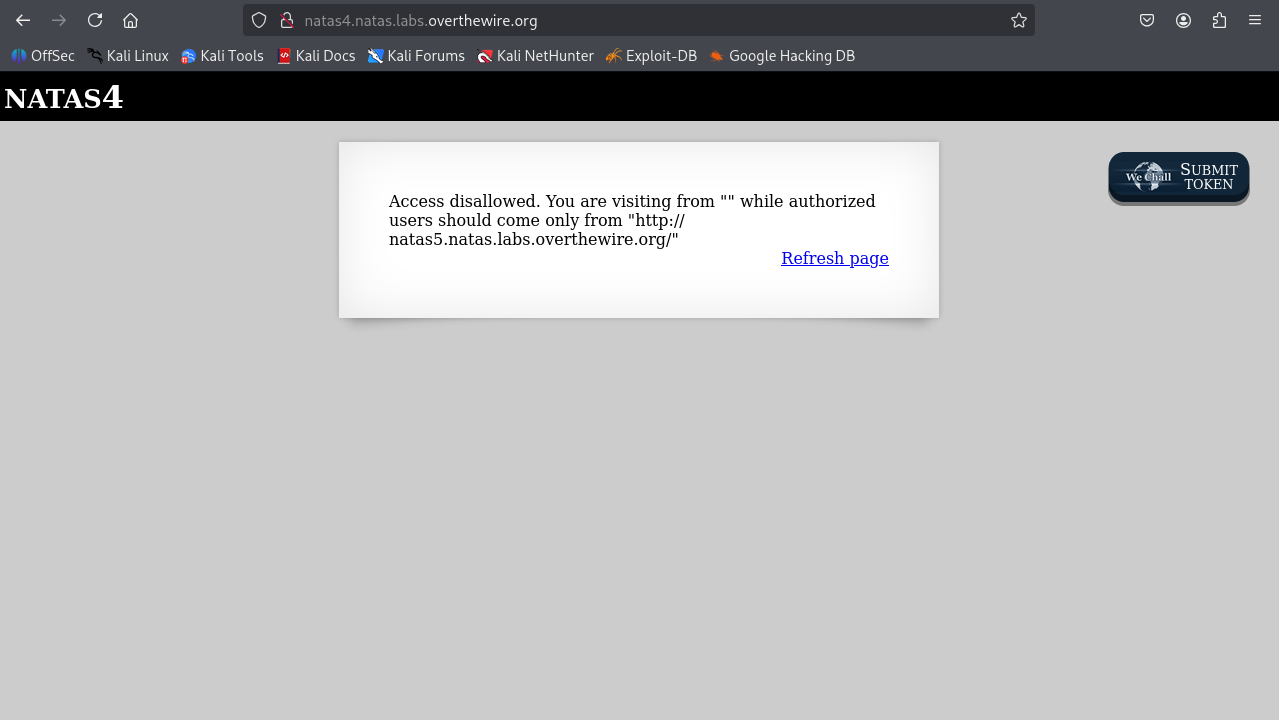 natas4.natas.labs.overthewire.org
OffSec Kali Linux Kali Tools Kali Docs Kali Forums Kali NetHunter Exploit-DB Google Hacking DB
NATAS4
Access disallowed. You are visiting from "" while authorized
users should come only from "http://
natas5.natas.labs.overthewire.org/"
Refresh page
We Chall
SUBMIT
TOKEN